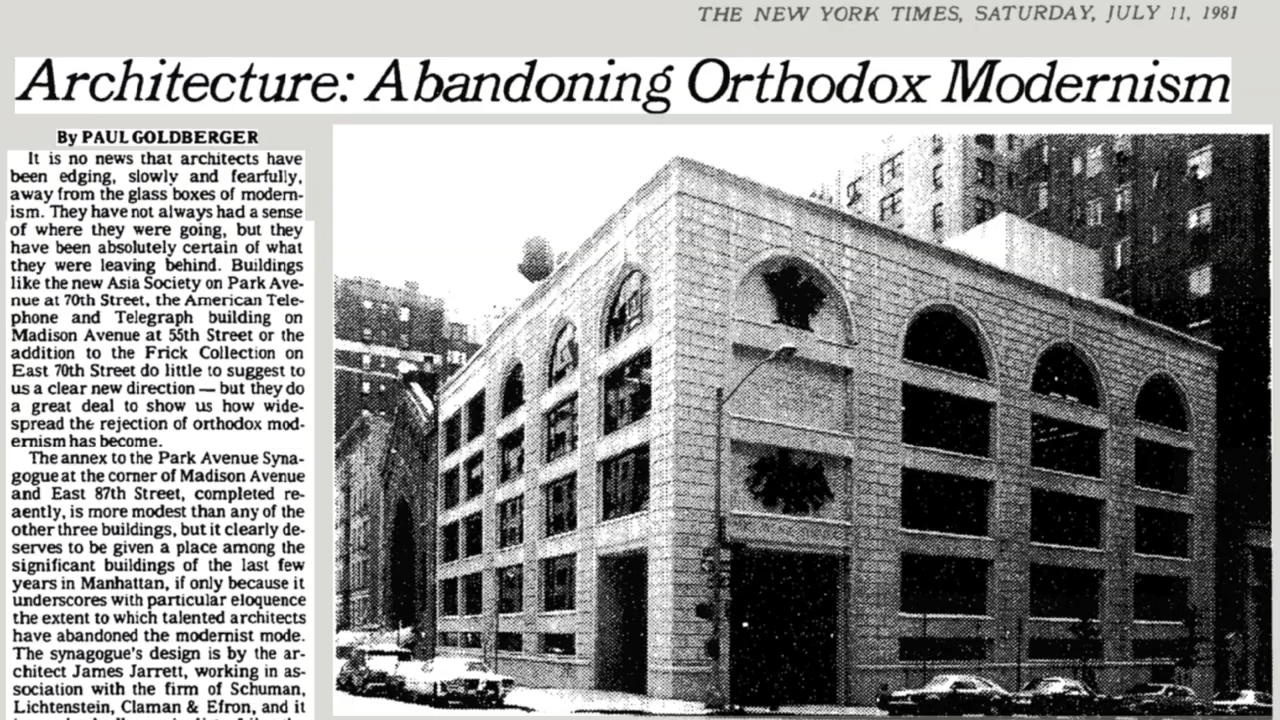 THE NEW YORK TIMES, SATURDAY, JULY 11, 1981
Architecture: Abandoning Orthodox Modernism
By PAUL GOLDBERGER
It is no news that architects have
been edging, slowly and fearfully,
away from the glass boxes of modern-
ism. They have not always had a sense
of where they were going, but they
have been absolutely certain of what
they were leaving behind. Buildings
like the new Asia Society on Park Ave-
nue at 70th Street, the American Tele-
phone and Telegraph building on
Madison Avenue at 55th Street or the
addition to the Frick Collection on
East 70th Street do little to suggest to
us a clear new direction — but they do
a great deal to show us how wide-
spread the rejection of orthodox mod-
ernism has become.
The annex to the Park Avenue Syna-
gogue at the corner of Madison Avenue
and East 87th Street, completed re-
aently, is more modest than any of the
other three buildings, but it clearly de-
serves to be given a place among the
significant buildings of the last few
years in Manhattan, if only because it
underscores with particular eloquence
the extent to which talented architects
have abandoned the modernist mode.
The synagogue's design is by the ar-
chitect James Jarrett, working in as-
sociation with the firm of Schuman,
Lichtenstein, Claman & Efron, and it